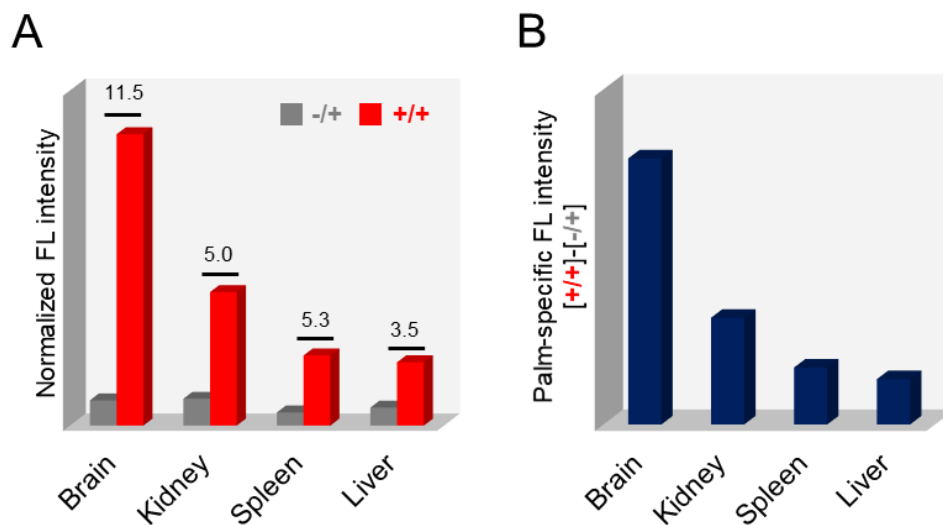 A
Normalized FL intensity
11.5
-/+
+/+
5.0
5.3
3.5
Brain
Kidney
Spleen
Liver
B
Palm-specific FL intensity
[+/+]-[-/+]
Brain
Kidney
Spleen
Liver